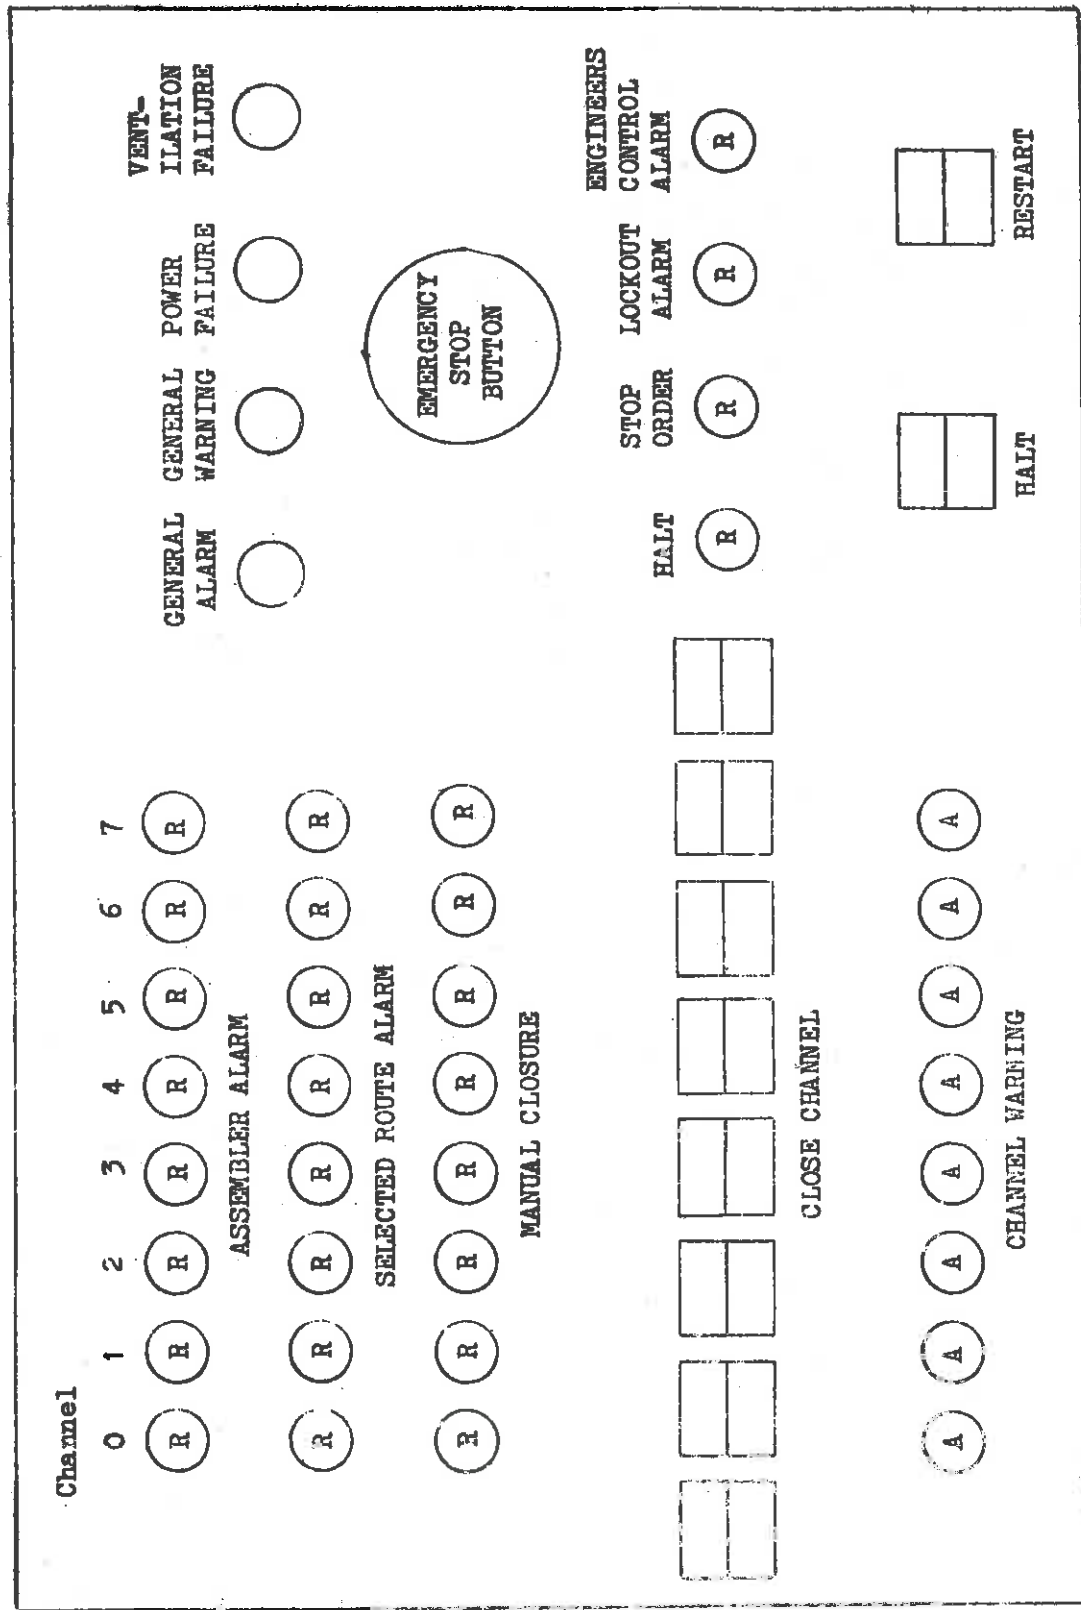 Channel
0 1 2 3 4 5 6 7
R R R R R R R R
ASSEMBLER ALARM
R R R R R R R R
SELECTED ROUTE ALARM
R R R R R R R R
MANUAL CLOSURE
CLOSE CHANNEL
A A A A A A A A
CHANNEL WARNING
GENERAL
ALARM
GENERAL
WARNING
POWER
FAILURE
VENT-
ILATION
FAILURE
EMERGENCY
STOP
BUTTON
HALT
R
STOP
ORDER
R
LOCKOUT
ALARM
R
ENGINEERS
CONTROL
ALARM
R
HALT
RESTART